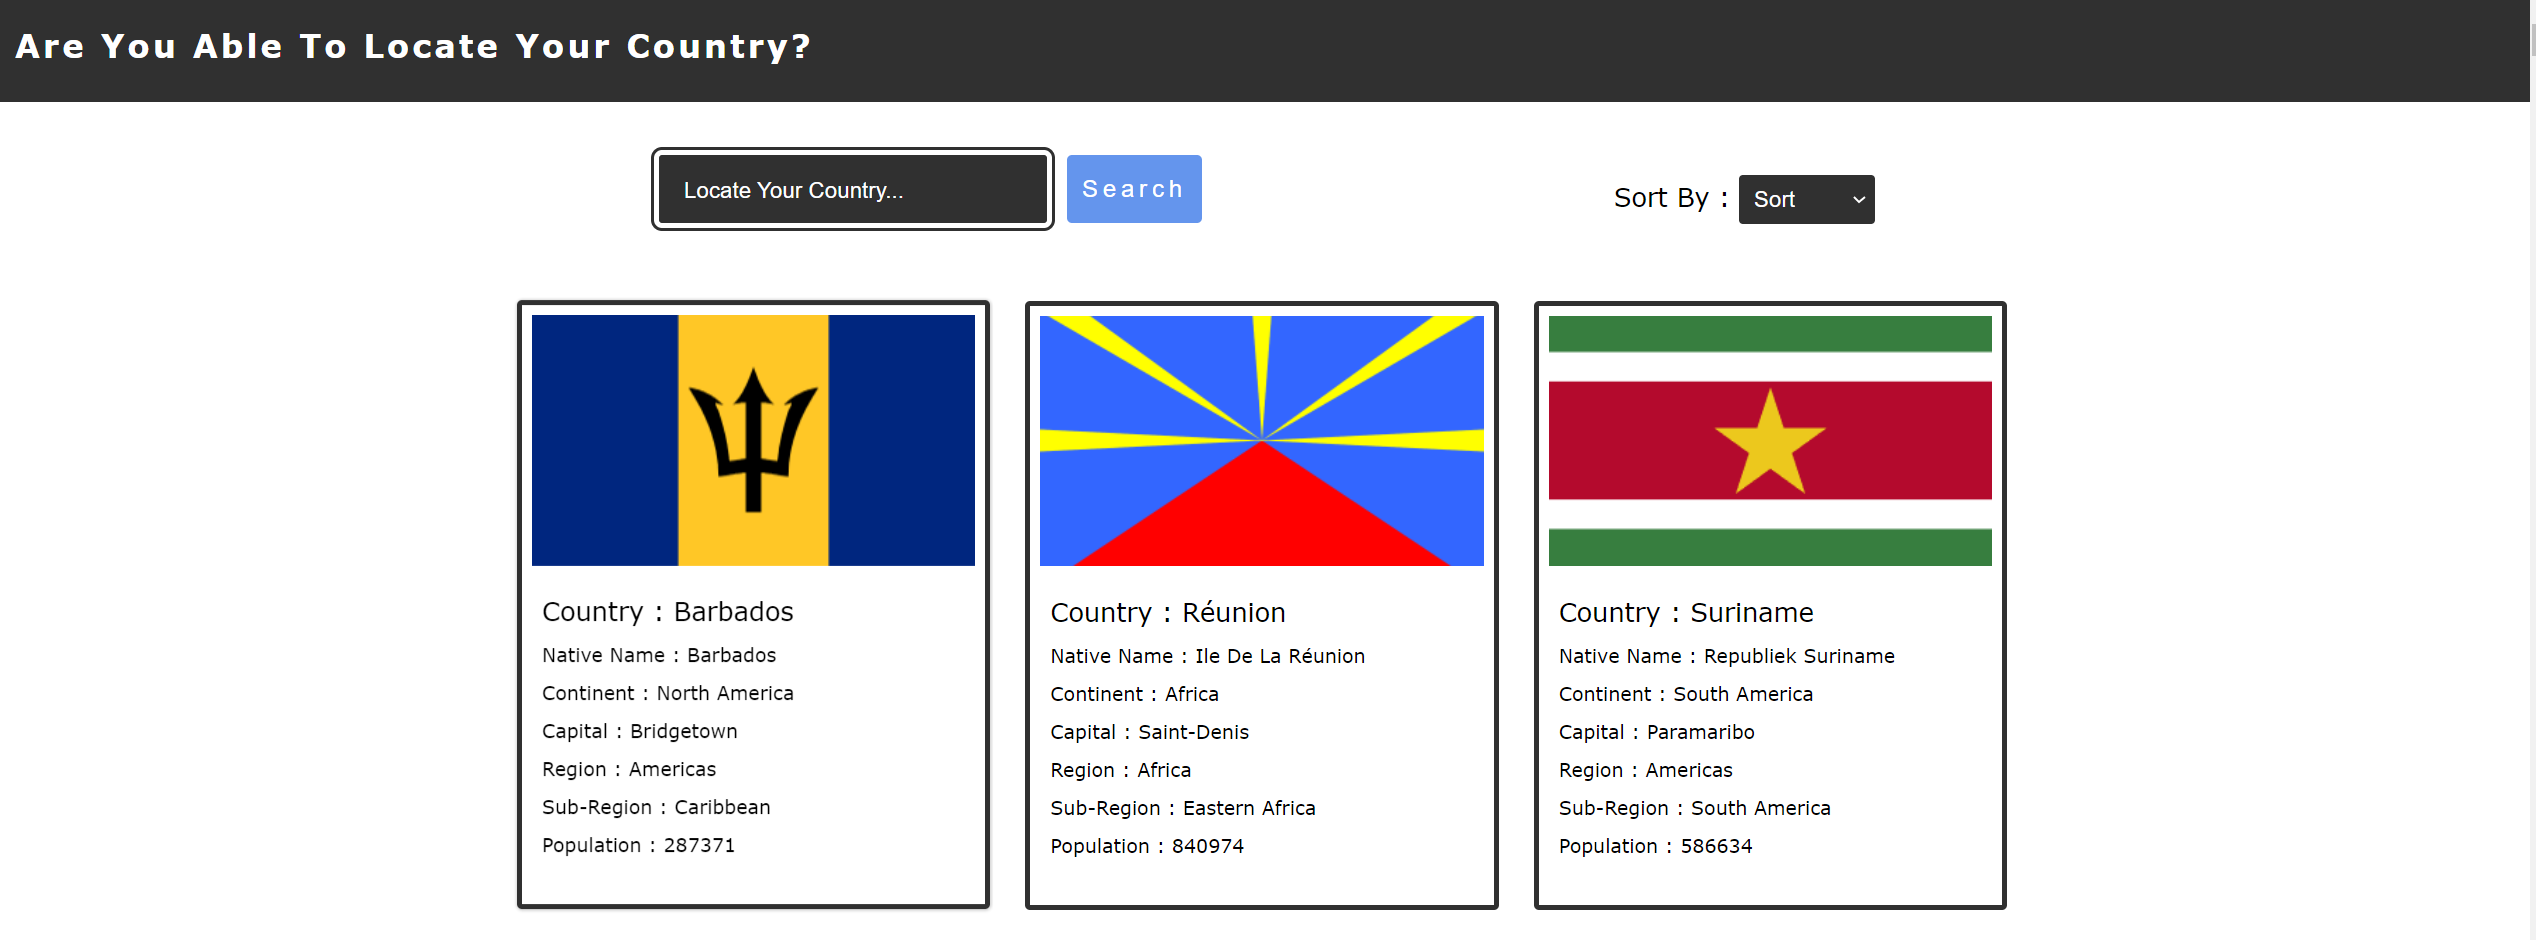 Are You Able To Locate Your Country?
Locate Your Country...
Search
Sort By :
Sort
Country : Barbados
Native Name : Barbados
Continent : North America
Capital : Bridgetown
Region : Americas
Sub-Region : Caribbean
Population : 287371
Country : Réunion
Native Name : Ile De La Réunion
Continent : Africa
Capital : Saint-Denis
Region : Africa
Sub-Region : Eastern Africa
Population : 840974
Country : Suriname
Native Name : Republiek Suriname
Continent : South America
Capital : Paramaribo
Region : Americas
Sub-Region : South America
Population : 586634